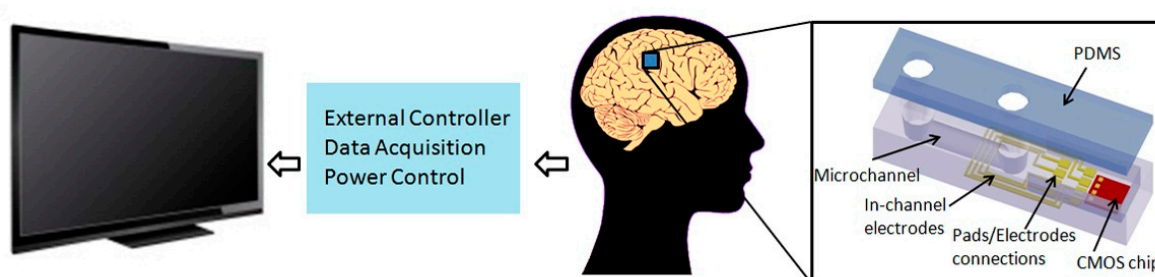 External Controller
Data Acquisition
Power Control
PDMS
Microchannel
In-channel
electrodes
Pads/Electrodes
connections
CMOS chip